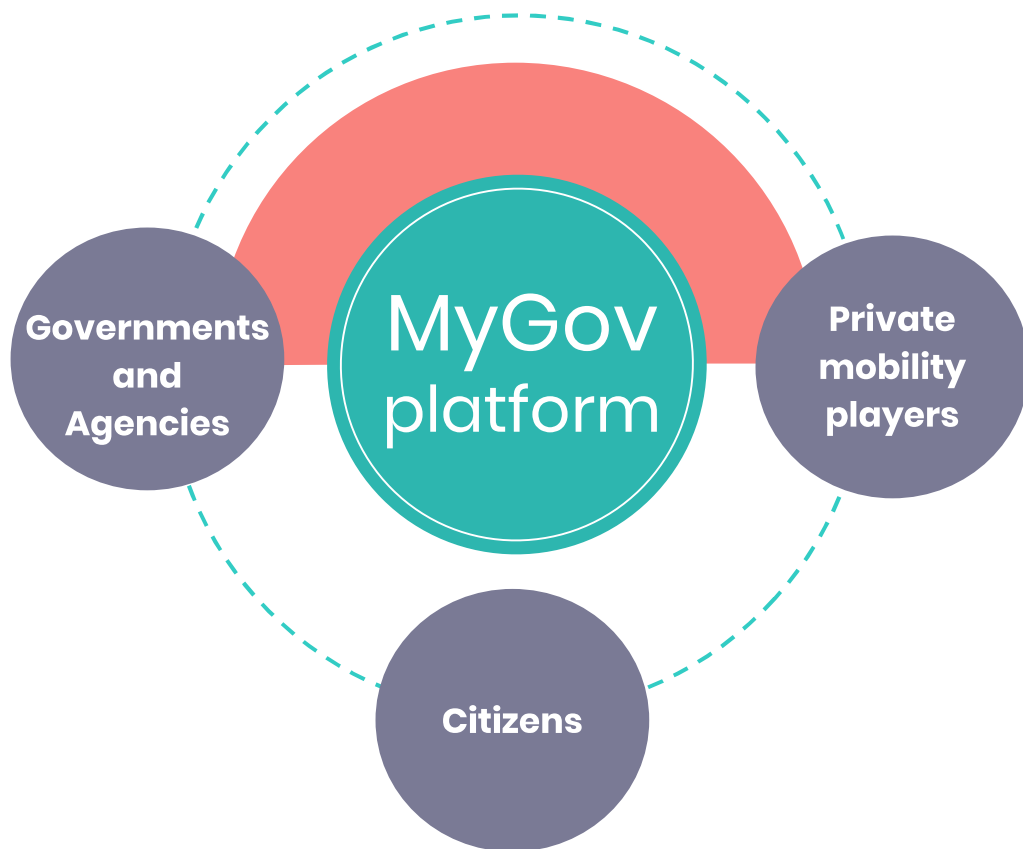 MyGov
platform
Governments
and
Agencies
Private
mobility
players
Citizens